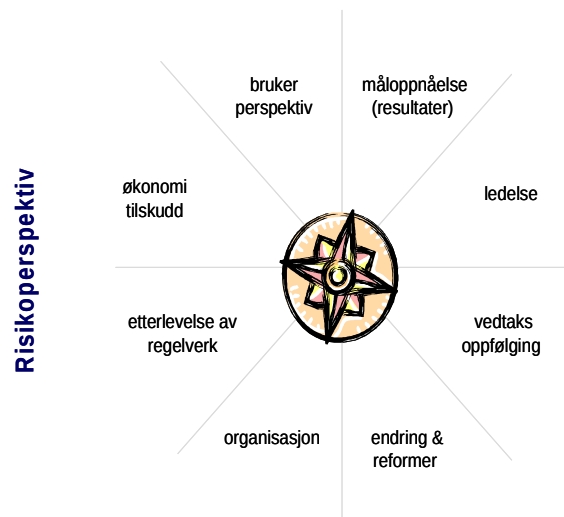 Risikoperspektiv
bruker
perspektiv
måloppnåelse
(resultater)
økonomi
tilskudd
ledelse
etterlevelse av
regelverk
vedtaks
oppfølging
organisasjon
endring &
reformer